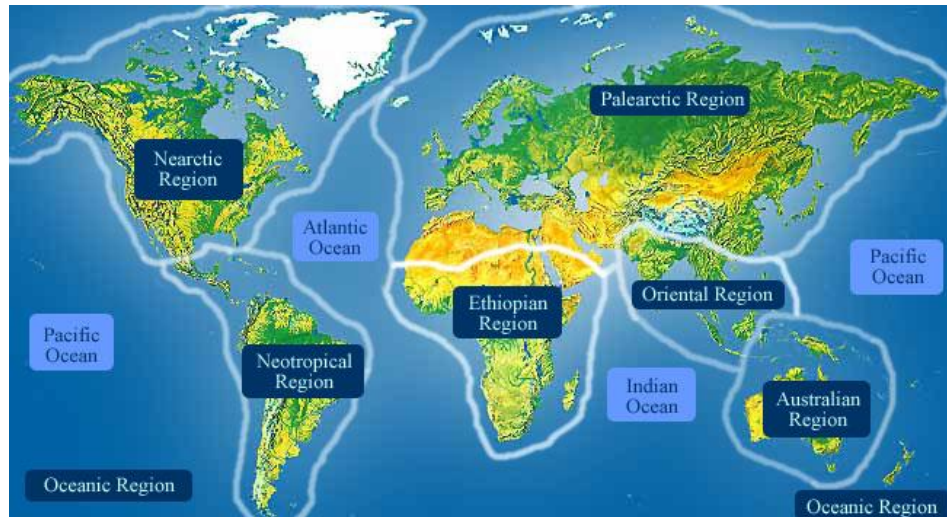 Palearctic Region
Nearctic
Region
Atlantic
Ocean
Pacific
Ocean
Ethiopian
Region
Oriental Region
Pacific
Ocean
Neotropical
Region
Indian
Ocean
Australian
Region
Oceanic Region
Oceanic Region